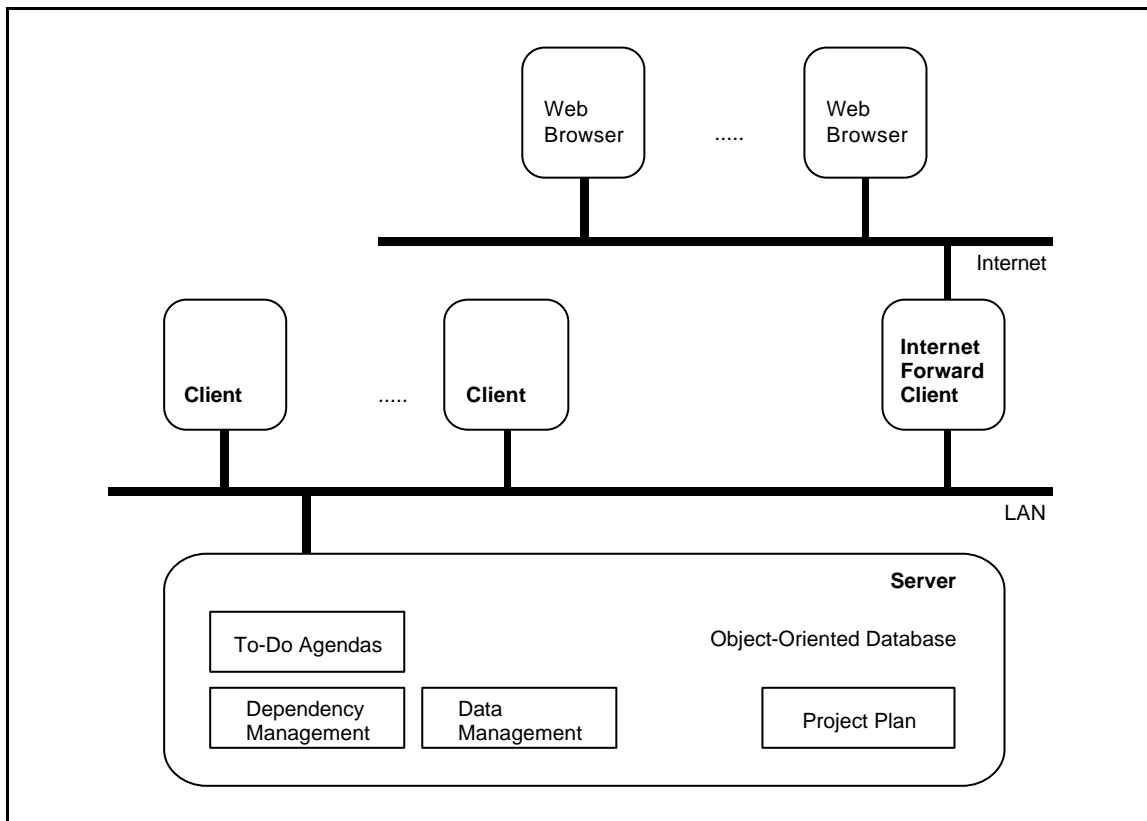 Web
Browser
.....
Web
Browser
Internet
Client
.....
Client
Internet
Forward
Client
LAN
Server
To-Do Agendas
Object-Oriented Database
Dependency
Management
Data
Management
Project Plan